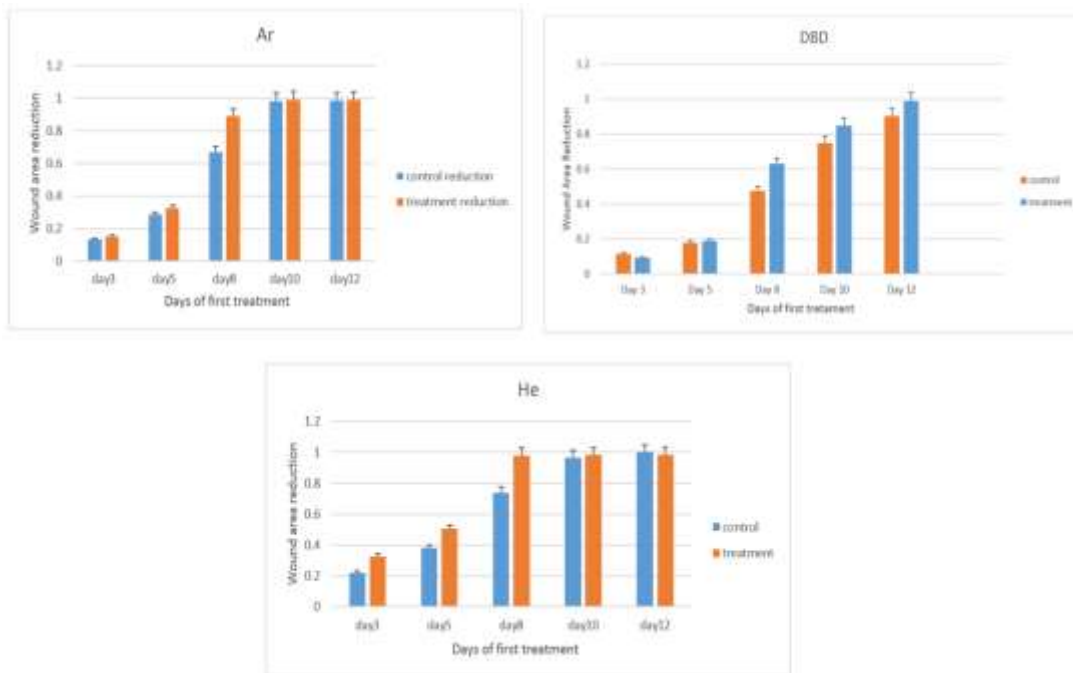 Ar
Wound area reduction
1.2
1
0.8
0.6
0.4
0.2
0
day3 day5 day8 day10 day12
Days of first treatment
control reduction
treatment reduction
DBD
Wound Area Reduction
1.2
1
0.8
0.6
0.4
0.2
0
Day 3 Day 5 Day 8 Day 10 Day 12
Days of first tretament
control
treatment
He
Wound area reduction
1.2
1
0.8
0.6
0.4
0.2
0
day3 day5 day8 day10 day12
Days of first treatment
control
treatment